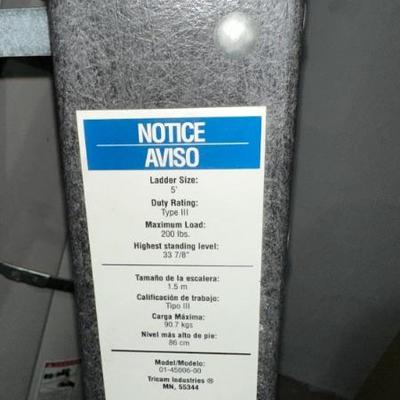 NOTICE
AVISO
Ladder Size:
5'
Duty Rating:
Type III
Maximum Load:
200 lbs.
Highest standing level:
33 7/8"
Tamaño de la escalera:
1.5 m
Calificación de trabajo:
Tipo III
Carga Máxima:
90.7 kgs
Nivel más alto de pie:
86 cm
Model/Modelo:
01-45006-00
Tricam Industries ®
MN, 55344